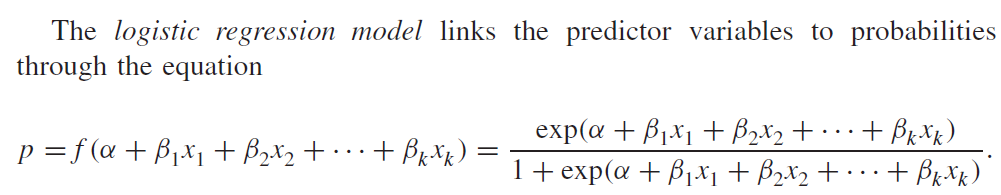 The logistic regression model links the predictor variables to probabilities
through the equation
p = f(α + β₁x₁ + β₂x₂ + ··· + βₖxₖ) = exp(α + β₁x₁ + β₂x₂ + ··· + βₖxₖ) / 1 + exp(α + β₁x₁ + β₂x₂ + ··· + βₖxₖ).